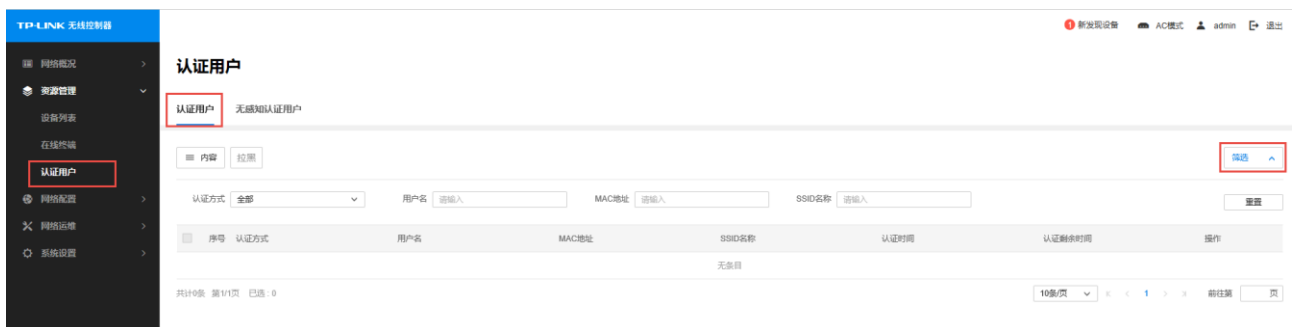 TP-LINK 无线控制器
1 新发现设备 AC模式 admin 退出
网络概况
资源管理
设备列表
在线终端
认证用户
网络配置
网络运维
系统设置
认证用户
认证用户 无感知认证用户
内容 拉黑 筛选
认证方式 全部 用户名 请输入 MAC地址 请输入 SSID名称 请输入 重置
序号 认证方式 用户名 MAC地址 SSID名称 认证时间 认证剩余时间 操作
无条目
共计0条 第1/1页 已选:0 10条/页 « < 1 > » 前往第 页